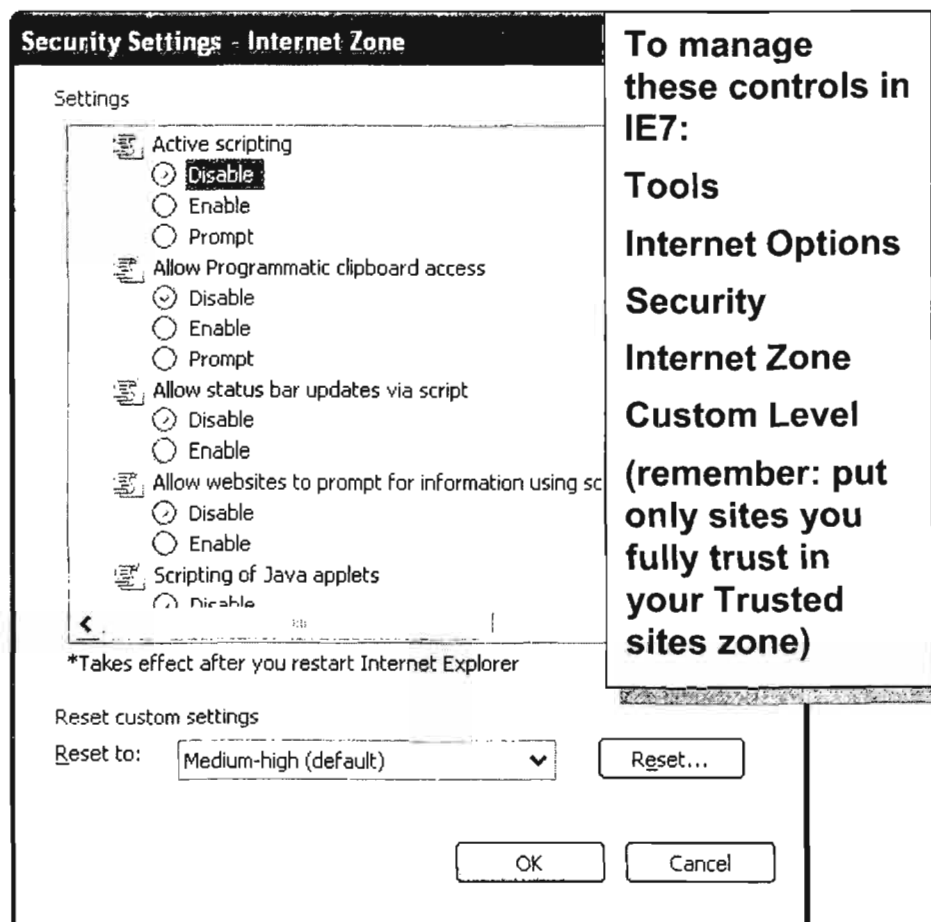 Security Settings - Internet Zone
Settings
Active scripting
Disable
Enable
Prompt
Allow Programmatic clipboard access
Disable
Enable
Prompt
Allow status bar updates via script
Disable
Enable
Allow websites to prompt for information using sc
Disable
Enable
Scripting of Java applets
Disable
*Takes effect after you restart Internet Explorer
Reset custom settings
Reset to:
Medium-high (default)
Reset...
OK
Cancel
To manage
these controls in
IE7:
Tools
Internet Options
Security
Internet Zone
Custom Level
(remember: put
only sites you
fully trust in
your Trusted
sites zone)